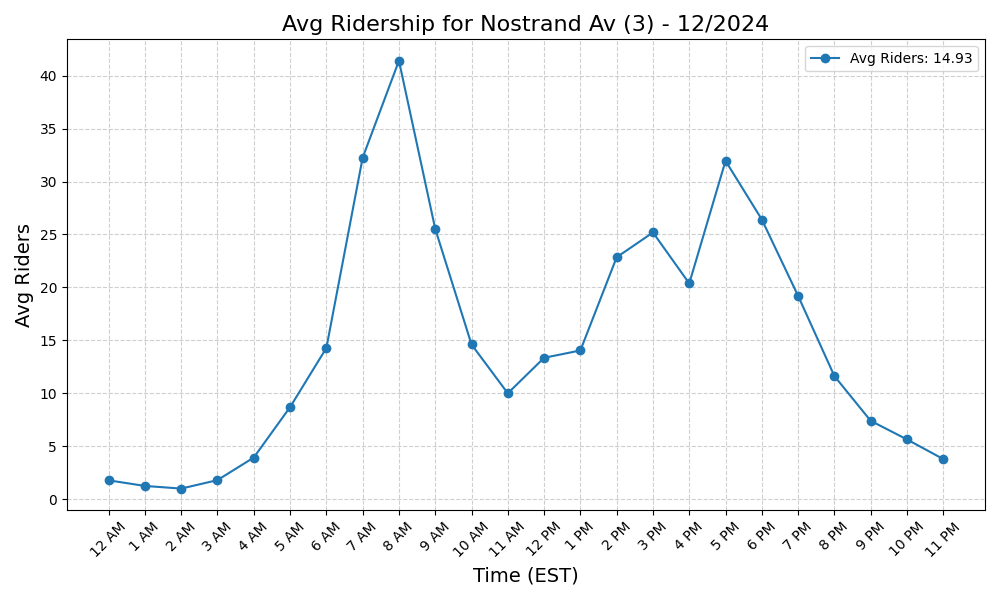 Avg Ridership for Nostrand Av (3) - 12/2024
Avg Riders: 14.93
Avg Riders
40
35
30
25
20
15
10
5
0
12 AM
1 AM
2 AM
3 AM
4 AM
5 AM
6 AM
7 AM
8 AM
9 AM
10 AM
11 AM
12 PM
1 PM
2 PM
3 PM
4 PM
5 PM
6 PM
7 PM
8 PM
9 PM
10 PM
11 PM
Time (EST)